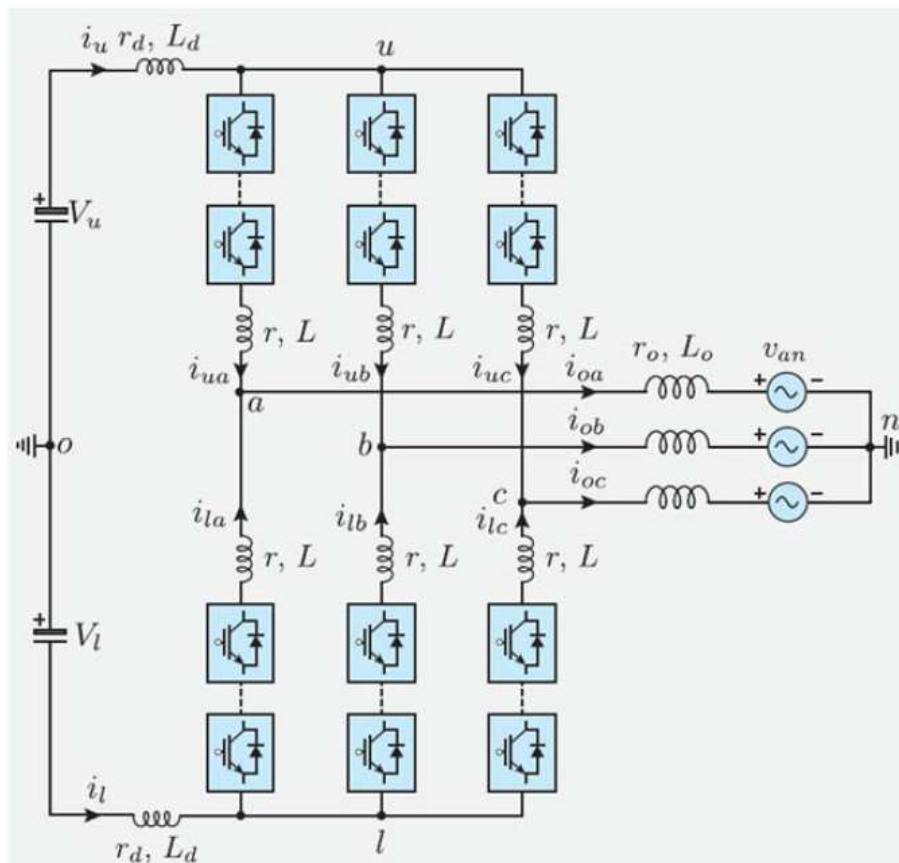 i_u r_d, L_d u
+ V_u
r, L r, L r, L
r_o, L_o v_an
i_ua i_ub i_uc i_oa + −
a
o b i_ob + − n
c i_oc + −
i_la i_lb i_lc
r, L r, L r, L
+ V_l
i_l
r_d, L_d l